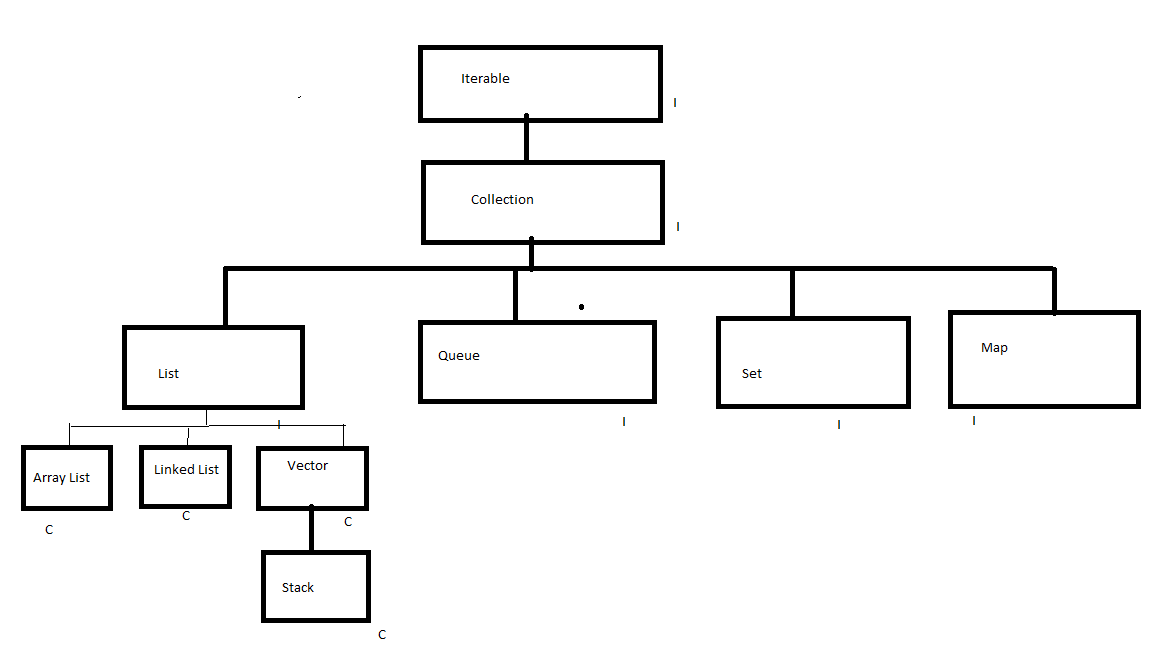 Iterable
I
Collection
I
List
I
Queue
I
Set
I
Map
I
Array List
C
Linked List
C
Vector
C
Stack
C